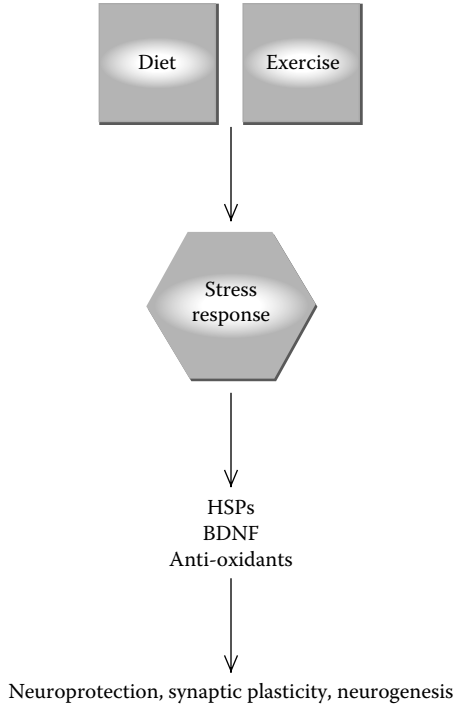 Diet
Exercise
Stress
response
HSPs
BDNF
Anti-oxidants
Neuroprotection, synaptic plasticity, neurogenesis